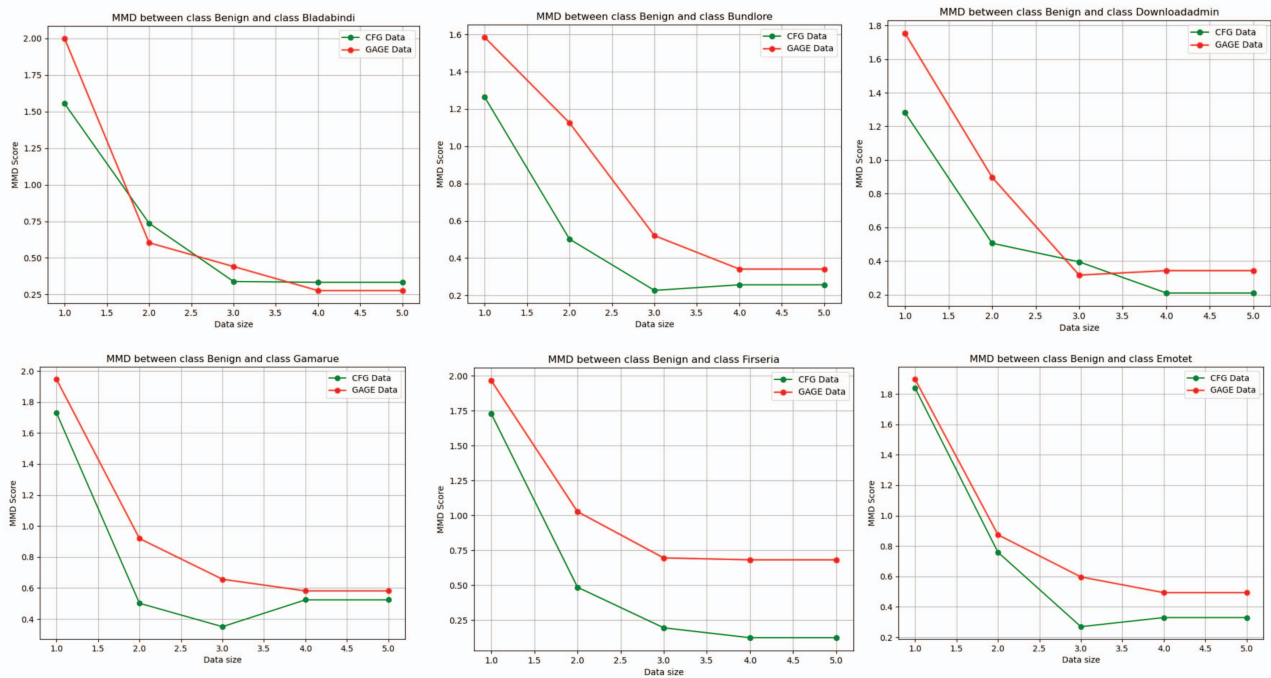 MMD between class Benign and class Bladabindi
CFG Data
GAGE Data
MMD Score
2.00
1.75
1.50
1.25
1.00
0.75
0.50
0.25
1.0 1.5 2.0 2.5 3.0 3.5 4.0 4.5 5.0
Data size
MMD between class Benign and class Bundlore
CFG Data
GAGE Data
MMD Score
1.6
1.4
1.2
1.0
0.8
0.6
0.4
0.2
1.0 1.5 2.0 2.5 3.0 3.5 4.0 4.5 5.0
Data size
MMD between class Benign and class Downloadadmin
CFG Data
GAGE Data
MMD Score
1.8
1.6
1.4
1.2
1.0
0.8
0.6
0.4
0.2
1.0 1.5 2.0 2.5 3.0 3.5 4.0 4.5 5.0
Data size
MMD between class Benign and class Gamarue
CFG Data
GAGE Data
MMD Score
2.0
1.8
1.6
1.4
1.2
1.0
0.8
0.6
0.4
1.0 1.5 2.0 2.5 3.0 3.5 4.0 4.5 5.0
Data size
MMD between class Benign and class Firseria
CFG Data
GAGE Data
MMD Score
2.00
1.75
1.50
1.25
1.00
0.75
0.50
0.25
1.0 1.5 2.0 2.5 3.0 3.5 4.0 4.5 5.0
Data size
MMD between class Benign and class Emotet
CFG Data
GAGE Data
MMD Score
1.8
1.6
1.4
1.2
1.0
0.8
0.6
0.4
0.2
1.0 1.5 2.0 2.5 3.0 3.5 4.0 4.5 5.0
Data size